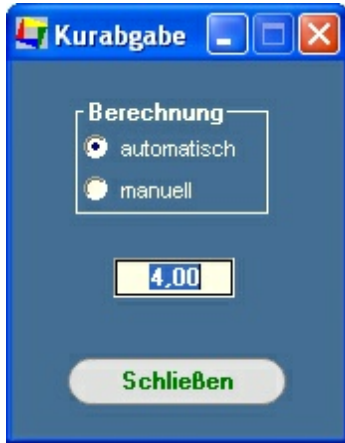 Kurabgabe
Berechnung
automatisch
manuell
4,00
Schließen